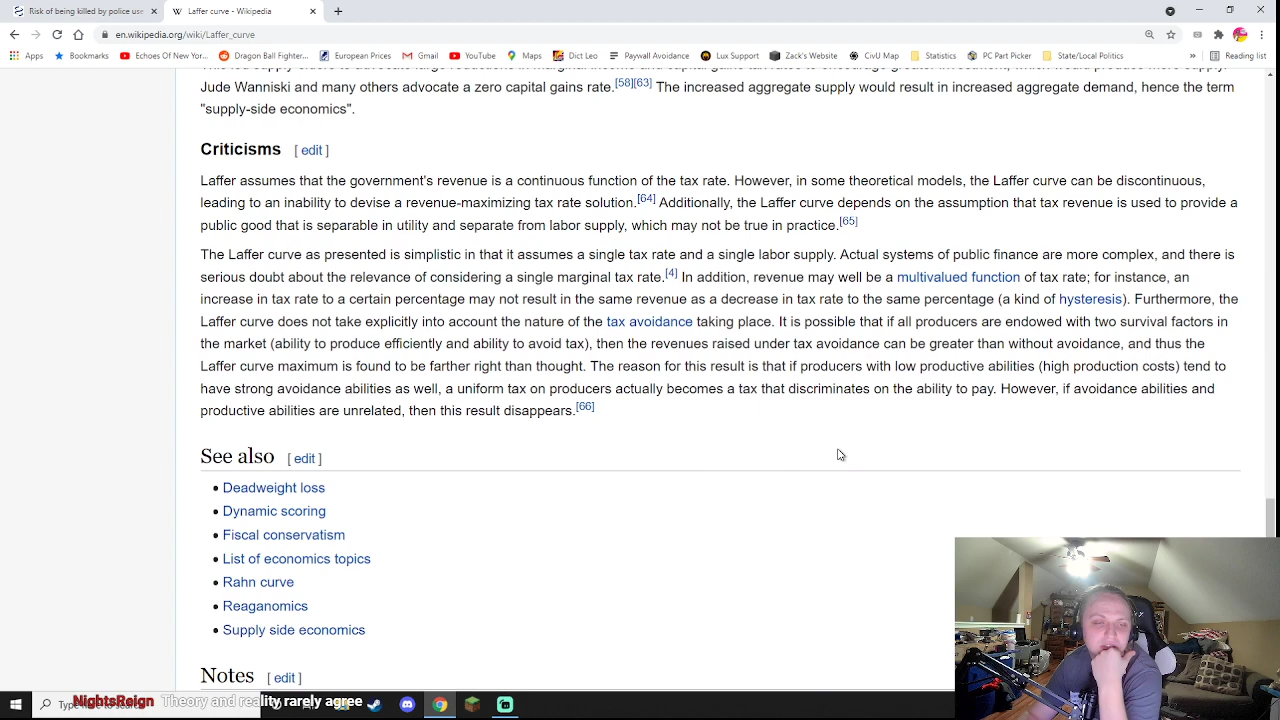 Risk of being killed by police use
Laffer curve - Wikipedia
en.wikipedia.org/wiki/Laffer_curve
Apps
Bookmarks
Echoes Of New Yor...
Dragon Ball Fighter...
European Prices
Gmail
YouTube
Maps
Dict Leo
Paywall Avoidance
Lux Support
Zack's Website
CivU Map
Statistics
PC Part Picker
State/Local Politics
»
Reading list
Jude Wanniski and many others advocate a zero capital gains rate.[58][63] The increased aggregate supply would result in increased aggregate demand, hence the term
"supply-side economics".
Criticisms [ edit ]
Laffer assumes that the government's revenue is a continuous function of the tax rate. However, in some theoretical models, the Laffer curve can be discontinuous,
leading to an inability to devise a revenue-maximizing tax rate solution.[64] Additionally, the Laffer curve depends on the assumption that tax revenue is used to provide a
public good that is separable in utility and separate from labor supply, which may not be true in practice.[65]
The Laffer curve as presented is simplistic in that it assumes a single tax rate and a single labor supply. Actual systems of public finance are more complex, and there is
serious doubt about the relevance of considering a single marginal tax rate.[4] In addition, revenue may well be a multivalued function of tax rate; for instance, an
increase in tax rate to a certain percentage may not result in the same revenue as a decrease in tax rate to the same percentage (a kind of hysteresis). Furthermore, the
Laffer curve does not take explicitly into account the nature of the tax avoidance taking place. It is possible that if all producers are endowed with two survival factors in
the market (ability to produce efficiently and ability to avoid tax), then the revenues raised under tax avoidance can be greater than without avoidance, and thus the
Laffer curve maximum is found to be farther right than thought. The reason for this result is that if producers with low productive abilities (high production costs) tend to
have strong avoidance abilities as well, a uniform tax on producers actually becomes a tax that discriminates on the ability to pay. However, if avoidance abilities and
productive abilities are unrelated, then this result disappears.[66]
See also [ edit ]
Deadweight loss
Dynamic scoring
Fiscal conservatism
List of economics topics
Rahn curve
Reaganomics
Supply side economics
Notes [ edit ]
NightsReign Theory and reality rarely agree